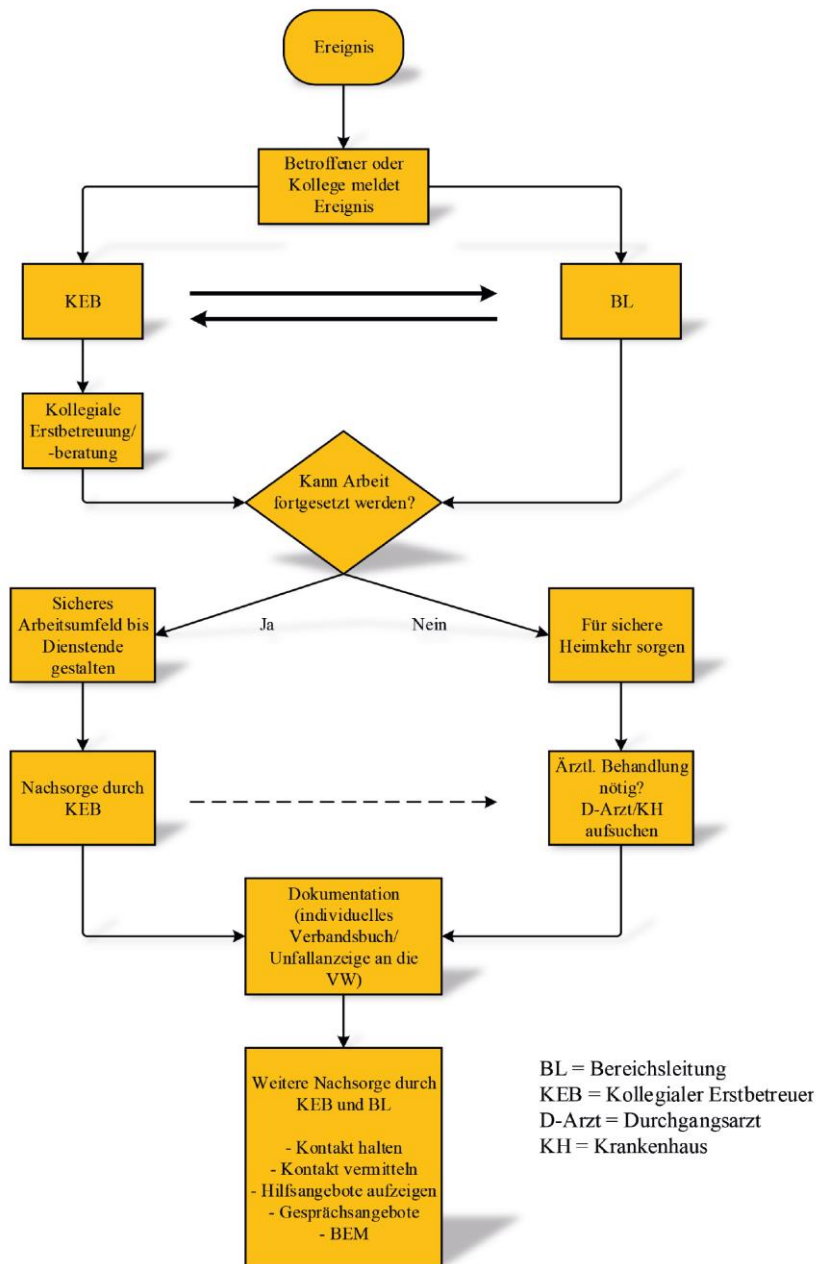 Ereignis
Betroffener oder
Kollege meldet
Ereignis
KEB
BL
Kollegiale
Erstbetreuung/
-beratung
Kann Arbeit
fortgesetzt werden?
Ja
Nein
Sicheres
Arbeitsumfeld bis
Dienstende
gestalten
Für sichere
Heimkehr sorgen
Nachsorge durch
KEB
Ärztl. Behandlung
nötig?
D-Arzt/KH
aufsuchen
Dokumentation
(individuelles
Verbandsbuch/
Unfallanzeige an die
VW)
Weitere Nachsorge durch
KEB und BL
- Kontakt halten
- Kontakt vermitteln
- Hilfsangebote aufzeigen
- Gesprächsangebote
- BEM
BL = Bereichsleitung
KEB = Kollegialer Erstbetreuer
D-Arzt = Durchgangsarzt
KH = Krankenhaus